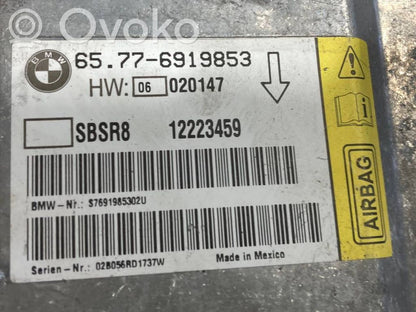 Ovoko
BMW
65.77-6919853
HW: 06 020147
SBSR8 12223459
BMW-Nr.: S7691985302U
Serien-Nr.: 02B056RD1737W
Made in Mexico
AIRBAG